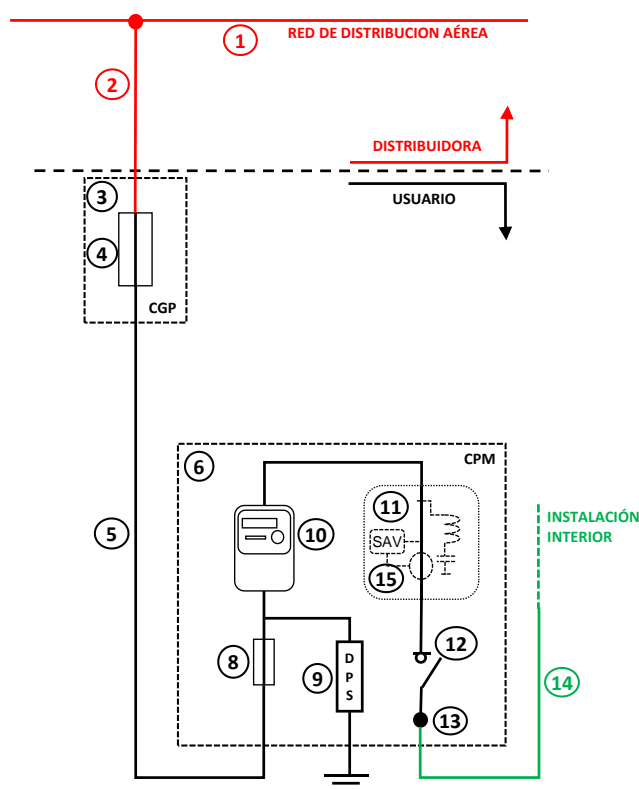 RED DE DISTRIBUCION AÉREA
1
2
DISTRIBUIDORA
USUARIO
3
4
CGP
6
CPM
11
INSTALACIÓN
INTERIOR
5
10
SAV
15
12
8
9
D
P
S
14
13